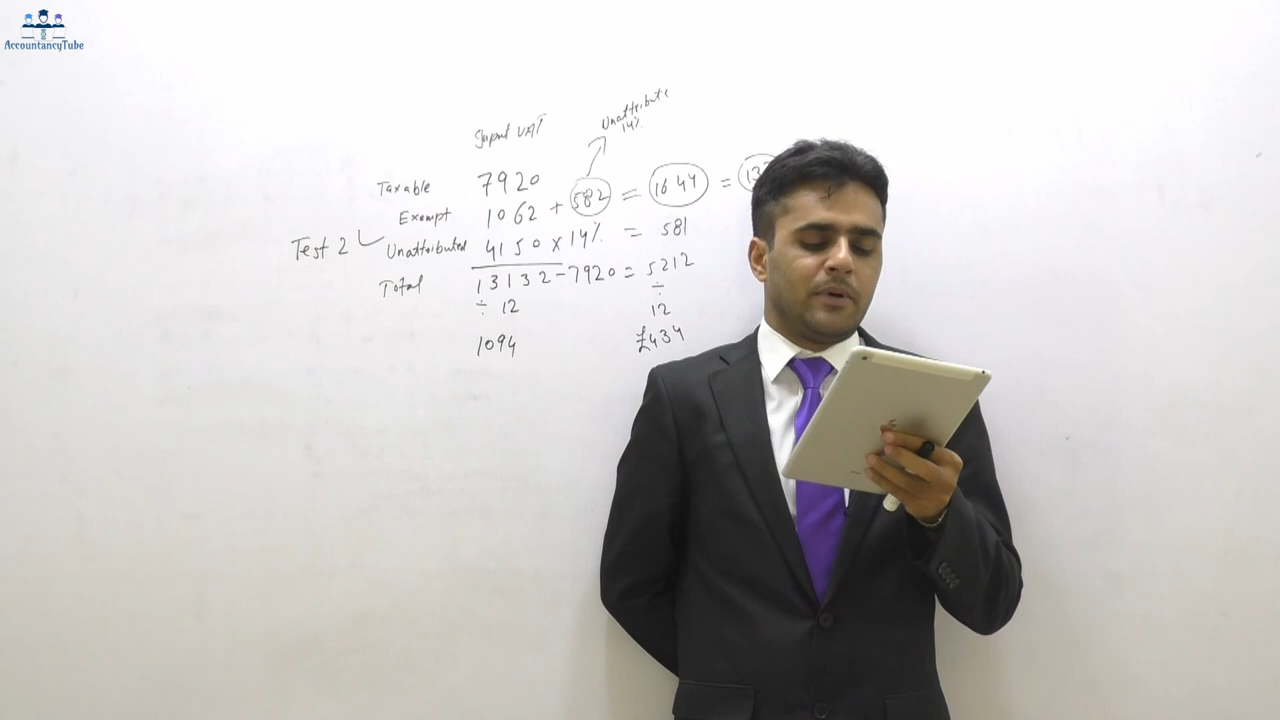 AccountancyTube
Unattribute
14%
Input VAT
Taxable 7920
Exempt 1062 + 582 = 1644 =
Test 2 Unattributed 4150 x 14% = 581
Total 13132 - 7920 = 5212
÷ 12 ÷ 12
1094 £434